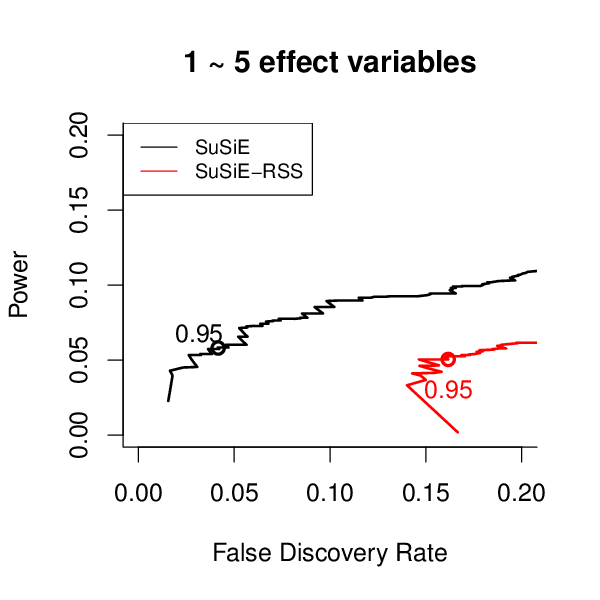 1 ~ 5 effect variables
SuSiE
SuSiE−RSS
Power
0.20
0.15
0.10
0.05
0.00
0.95
0.95
0.00 0.05 0.10 0.15 0.20
False Discovery Rate